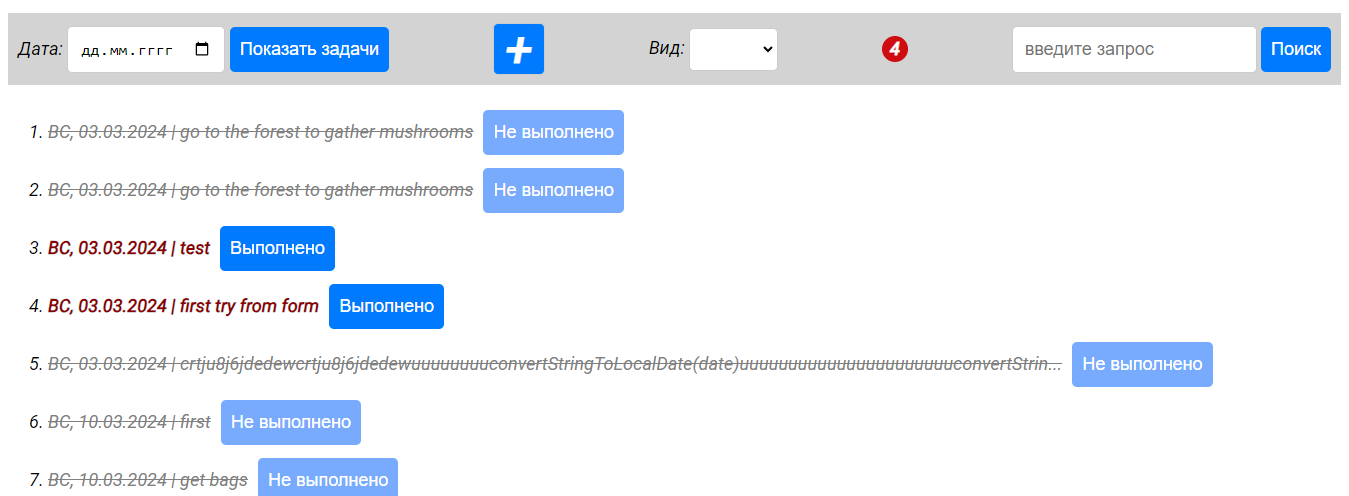 Дата: дд.мм.гггг Показать задачи + Вид: 4 введите запрос Поиск
1. ВС, 03.03.2024 | go to the forest to gather mushrooms Не выполнено
2. ВС, 03.03.2024 | go to the forest to gather mushrooms Не выполнено
3. ВС, 03.03.2024 | test Выполнено
4. ВС, 03.03.2024 | first try from form Выполнено
5. ВС, 03.03.2024 | crtju8j6jdedewcrtju8j6jdedewuuuuuuuuconvertStringToLocalDate(date)uuuuuuuuuuuuuuuuuuuuuuconvertStrin... Не выполнено
6. ВС, 10.03.2024 | first Не выполнено
7. ВС, 10.03.2024 | get bags Не выполнено